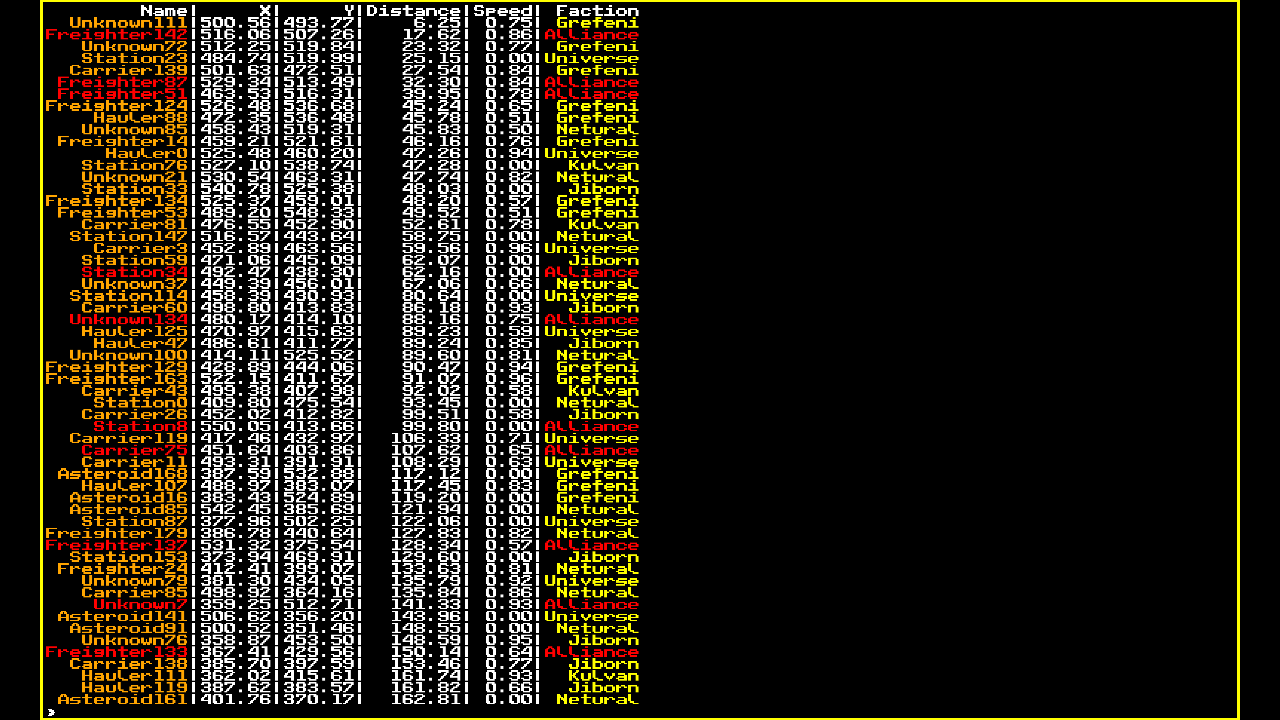 Name| X| Y|Distance|Speed| Faction
Unknown111|500.56|493.77| 6.25| 0.75| Grefeni
Freighter142|516.06|507.26| 17.62| 0.86|Alliance
Unknown72|512.25|519.84| 23.32| 0.77| Grefeni
Station23|484.74|519.99| 25.15| 0.00|Universe
Carrier139|501.63|472.51| 27.54| 0.84| Grefeni
Freighter97|529.54|513.49| 32.30| 0.94|Alliance
Freighter51|463.53|516.31| 39.95| 0.78|Alliance
Freighter124|526.48|536.68| 45.24| 0.65| Grefeni
Hauler88|472.35|536.48| 45.78| 0.51| Grefeni
Unknown85|458.43|519.31| 45.83| 0.50| Netural
Freighter14|459.21|521.61| 46.16| 0.76| Grefeni
Hauler0|525.48|460.20| 47.26| 0.94|Universe
Station76|527.10|538.74| 47.28| 0.00| Kulvan
Unknown21|530.54|463.31| 47.74| 0.82| Netural
Station33|540.78|525.38| 48.03| 0.00| Jiborn
Freighter134|525.37|459.01| 48.20| 0.57| Grefeni
Freighter53|489.20|548.33| 49.52| 0.51| Grefeni
Carrier81|476.55|452.90| 52.61| 0.78| Kulvan
Station147|516.57|443.64| 58.75| 0.00| Netural
Carrier3|452.89|463.56| 59.56| 0.96|Universe
Station59|471.06|445.09| 62.07| 0.00| Jiborn
Station34|492.47|438.30| 62.16| 0.00|Alliance
Unknown37|449.39|456.01| 67.06| 0.66| Netural
Station114|458.39|430.93| 80.64| 0.00|Universe
Carrier60|498.80|413.83| 86.18| 0.93| Jiborn
Unknown134|480.17|414.10| 88.16| 0.75|Alliance
Hauler125|470.97|415.63| 89.23| 0.59|Universe
Hauler47|486.61|411.77| 89.24| 0.85| Jiborn
Unknown100|414.11|525.52| 89.60| 0.81| Netural
Freighter129|428.89|444.06| 90.47| 0.94| Grefeni
Freighter163|522.15|411.67| 91.07| 0.96| Grefeni
Carrier43|499.38|407.98| 92.02| 0.58| Kulvan
Station0|409.80|475.54| 93.45| 0.00| Netural
Carrier26|452.02|412.82| 99.51| 0.58| Jiborn
Station8|550.05|413.66| 99.80| 0.00|Alliance
Carrier119|417.46|432.97| 106.33| 0.71|Universe
Carrier75|451.64|403.86| 107.62| 0.65|Alliance
Carrier11|493.31|391.91| 108.29| 0.63|Universe
Asteroid168|387.59|532.88| 117.12| 0.00| Grefeni
Hauler107|488.37|383.07| 117.45| 0.83| Grefeni
Asteroid16|383.43|524.89| 119.20| 0.00| Grefeni
Asteroid85|542.45|385.69| 121.94| 0.00| Netural
Station87|377.96|502.25| 122.06| 0.00|Universe
Freighter179|386.78|440.64| 127.83| 0.82| Netural
Freighter137|531.32|375.54| 128.34| 0.57|Alliance
Station153|373.34|469.31| 129.60| 0.00| Jiborn
Freighter24|412.41|399.07| 133.63| 0.81| Netural
Unknown79|381.30|434.05| 135.79| 0.92|Universe
Carrier85|498.92|364.16| 135.84| 0.86| Netural
Unknown7|359.25|512.71| 141.33| 0.93|Alliance
Asteroid141|506.62|356.20| 143.96| 0.00|Universe
Asteroid91|500.53|351.46| 148.55| 0.00| Netural
Unknown76|358.37|453.50| 148.59| 0.95| Jiborn
Freighter133|367.41|429.56| 150.14| 0.64|Alliance
Carrier138|385.70|397.59| 153.46| 0.77| Jiborn
Hauler111|362.02|415.61| 161.74| 0.93| Kulvan
Hauler119|387.62|383.57| 161.82| 0.66| Jiborn
Asteroid161|401.76|370.17| 162.81| 0.00| Netural
>